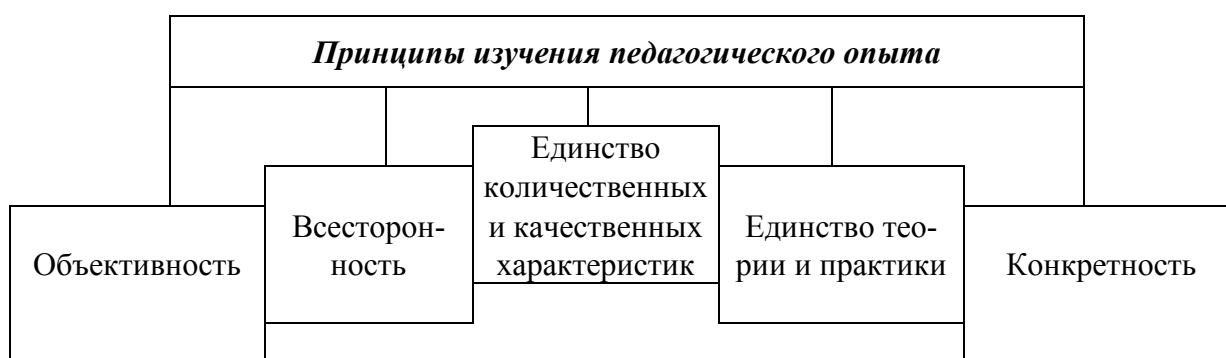 Принципы изучения педагогического опыта
Объективность
Всесторон-
ность
Единство
количественных
и качественных
характеристик
Единство тео-
рии и практики
Конкретность